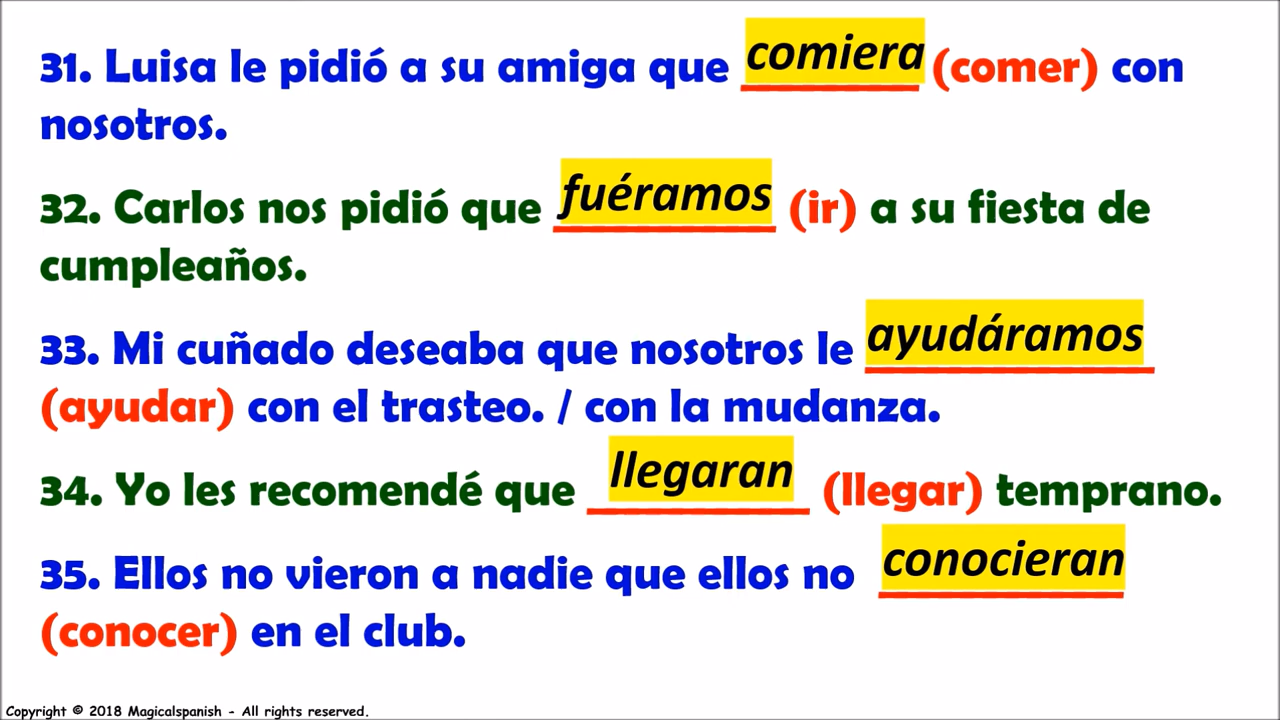 31. Luisa le pidió a su amiga que comiera (comer) con
nosotros.
32. Carlos nos pidió que fuéramos (ir) a su fiesta de
cumpleaños.
33. Mi cuñado deseaba que nosotros le ayudáramos
(ayudar) con el trasteo. / con la mudanza.
34. Yo les recomendé que llegaran (llegar) temprano.
35. Ellos no vieron a nadie que ellos no conocieran
(conocer) en el club.
Copyright © 2018 Magicalspanish - All rights reserved.